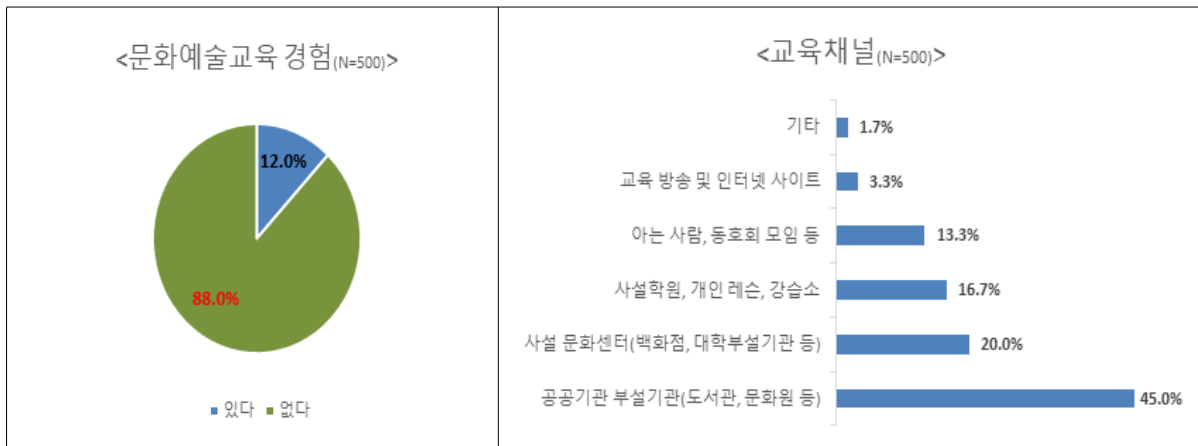 <문화예술교육 경험(N=500)>
12.0%
88.0%
있다 없다
<교육채널(N=500)>
기타 1.7%
교육 방송 및 인터넷 사이트 3.3%
아는 사람, 동호회 모임 등 13.3%
사설학원, 개인 레슨, 강습소 16.7%
사설 문화센터(백화점, 대학부설기관 등) 20.0%
공공기관 부설기관(도서관, 문화원 등) 45.0%